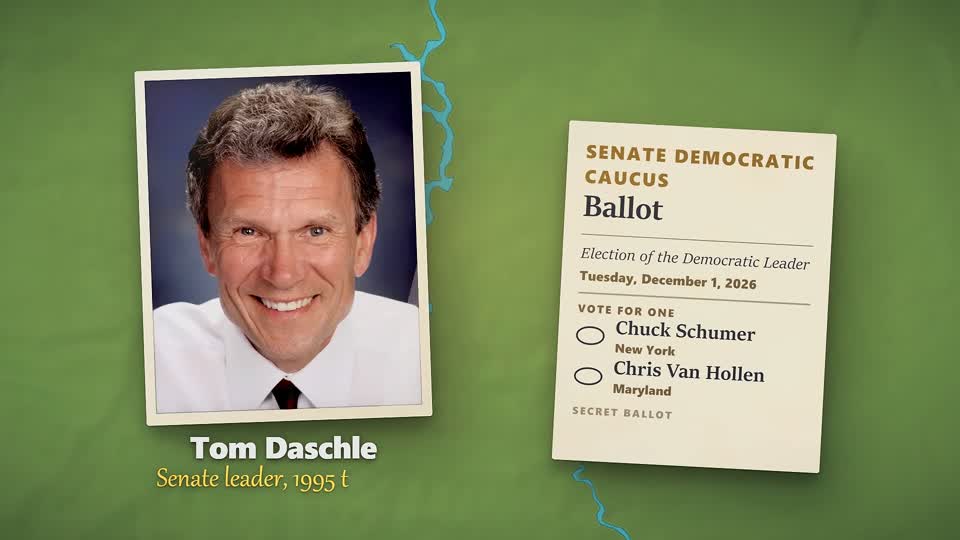 Tom Daschle
Senate leader, 1995 t
SENATE DEMOCRATIC
CAUCUS
Ballot
Election of the Democratic Leader
Tuesday, December 1, 2026
VOTE FOR ONE
Chuck Schumer
New York
Chris Van Hollen
Maryland
SECRET BALLOT